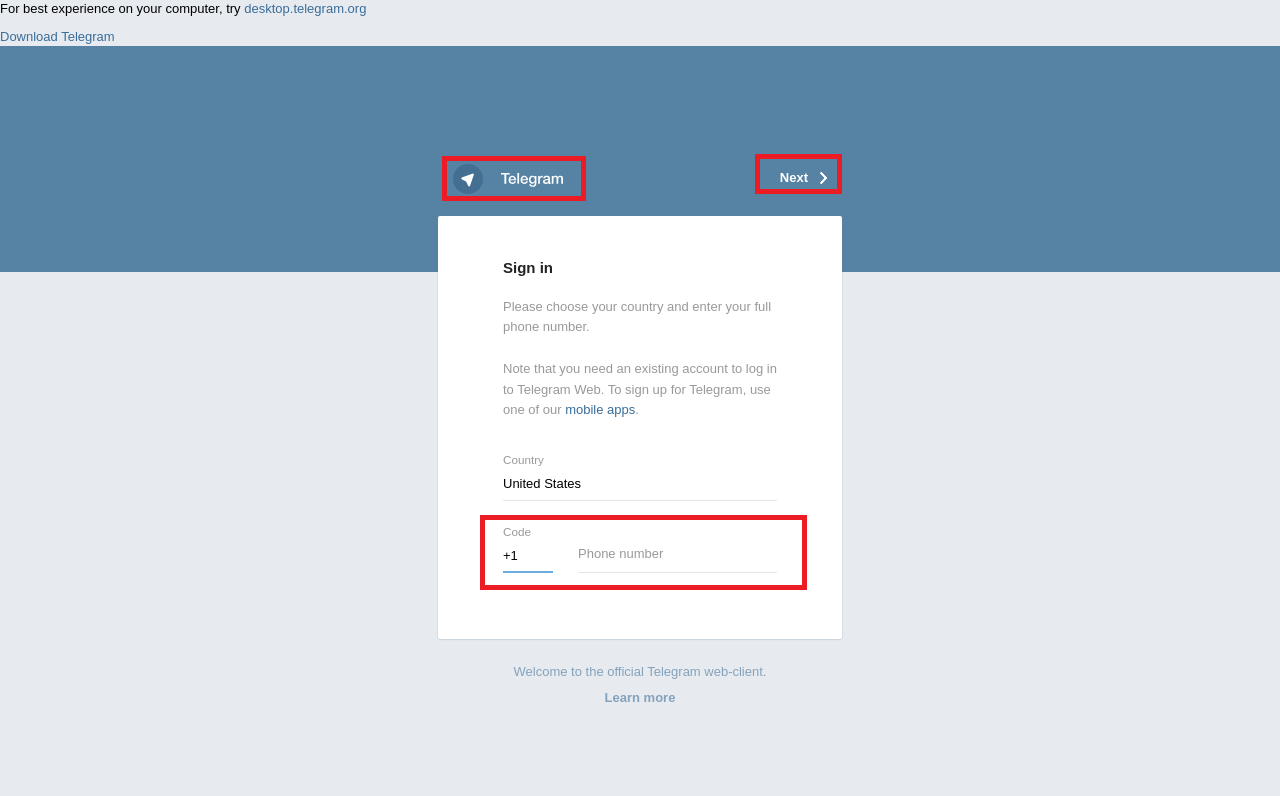 For best experience on your computer, try desktop.telegram.org
Download Telegram
Telegram
Next
Sign in
Please choose your country and enter your full
phone number.
Note that you need an existing account to log in
to Telegram Web. To sign up for Telegram, use
one of our mobile apps.
Country
United States
Code
+1 Phone number
Welcome to the official Telegram web-client.
Learn more